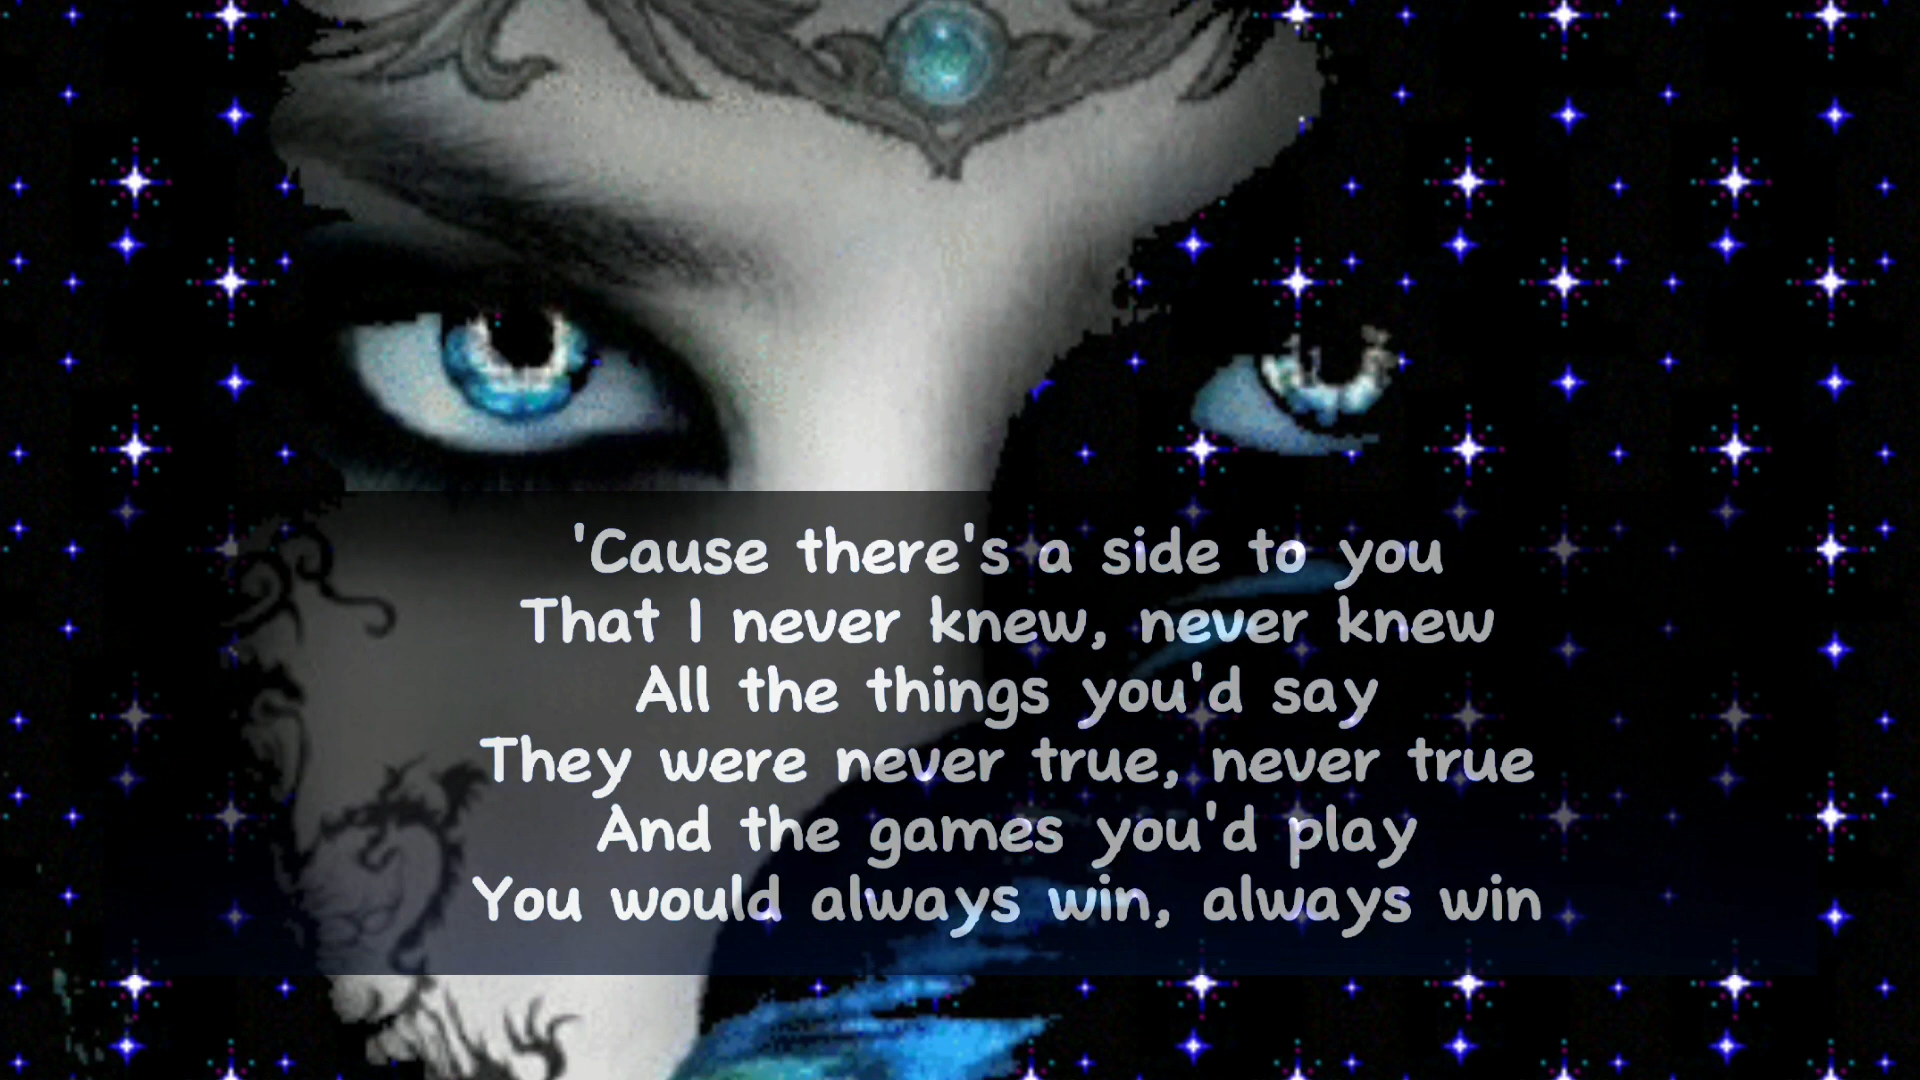 'Cause there's a side to you
That I never knew, never knew
All the things you'd say
They were never true, never true
And the games you'd play
You would always win, always win